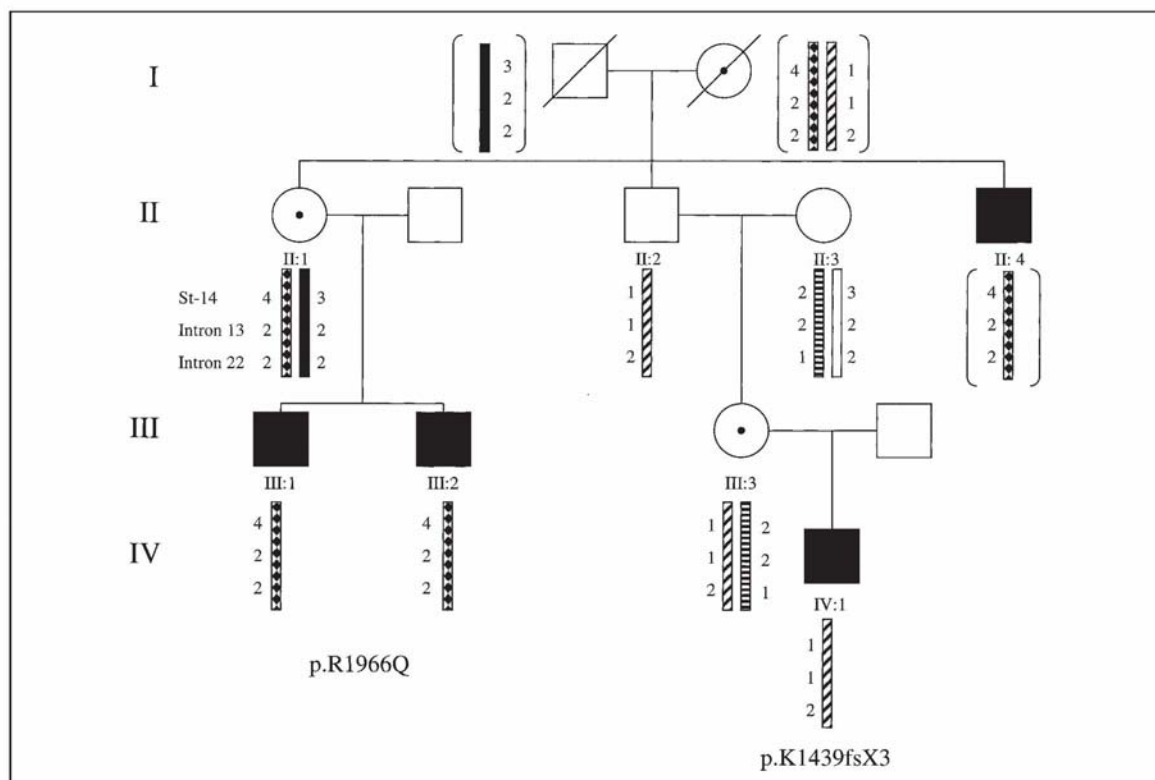 I
3
2
2
4 1
2 1
2 2
II
II:1 II:2 II:3 II: 4
St-14 4 3 1 2 3 4
Intron 13 2 2 1 2 2 2
Intron 22 2 2 2 1 2 2
III
III:1 III:2 III:3
IV
4 4 1 2
2 2 1 2
2 2 2 1
IV:1
1
1
2
p.R1966Q
p.K1439fsX3